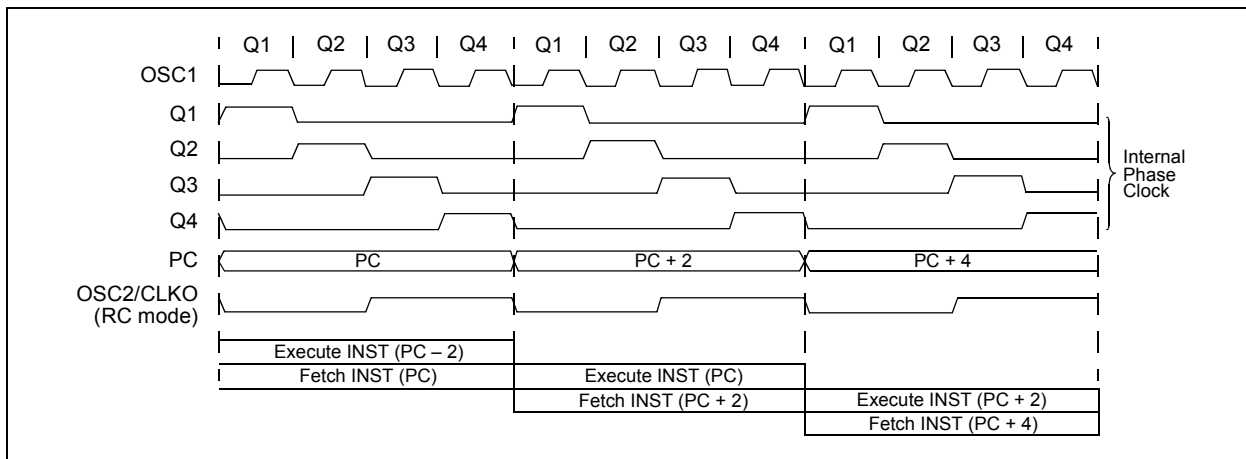 Q1 Q2 Q3 Q4 Q1 Q2 Q3 Q4 Q1 Q2 Q3 Q4
OSC1
Q1
Q2
Q3
Q4
Internal
Phase
Clock
PC PC PC + 2 PC + 4
OSC2/CLKO
(RC mode)
Execute INST (PC – 2)
Fetch INST (PC) Execute INST (PC)
Fetch INST (PC + 2) Execute INST (PC + 2)
Fetch INST (PC + 4)